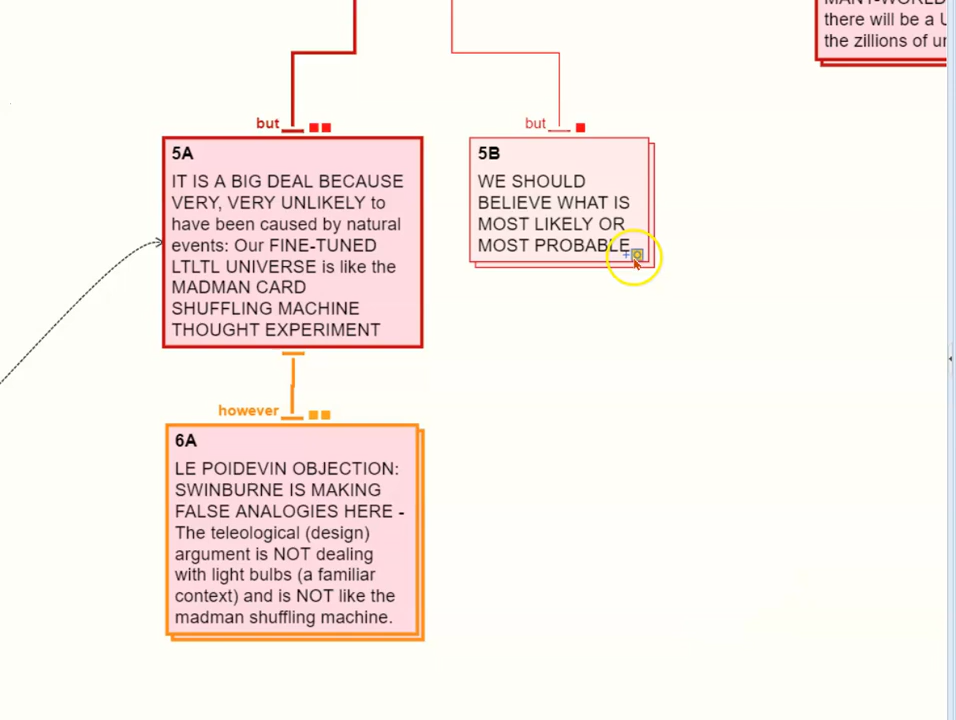 MANY-WORLD
there will be a U
the zillions of un
but
5A
IT IS A BIG DEAL BECAUSE
VERY, VERY UNLIKELY to
have been caused by natural
events: Our FINE-TUNED
LTLTL UNIVERSE is like the
MADMAN CARD
SHUFFLING MACHINE
THOUGHT EXPERIMENT
but
5B
WE SHOULD
BELIEVE WHAT IS
MOST LIKELY OR
MOST PROBABLE
however
6A
LE POIDEVIN OBJECTION:
SWINBURNE IS MAKING
FALSE ANALOGIES HERE -
The teleological (design)
argument is NOT dealing
with light bulbs (a familiar
context) and is NOT like the
madman shuffling machine.